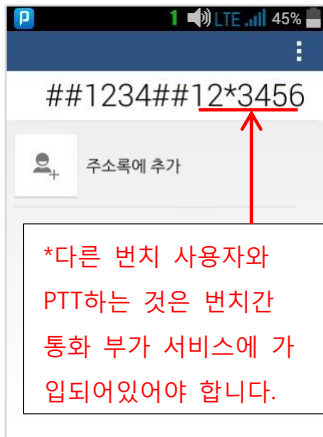 P 1 LTE 45%
##1234##12*3456
주소록에 추가
*다른 번치 사용자와
PTT하는 것은 번치간
통화 부가 서비스에 가
입되어있어야 합니다.